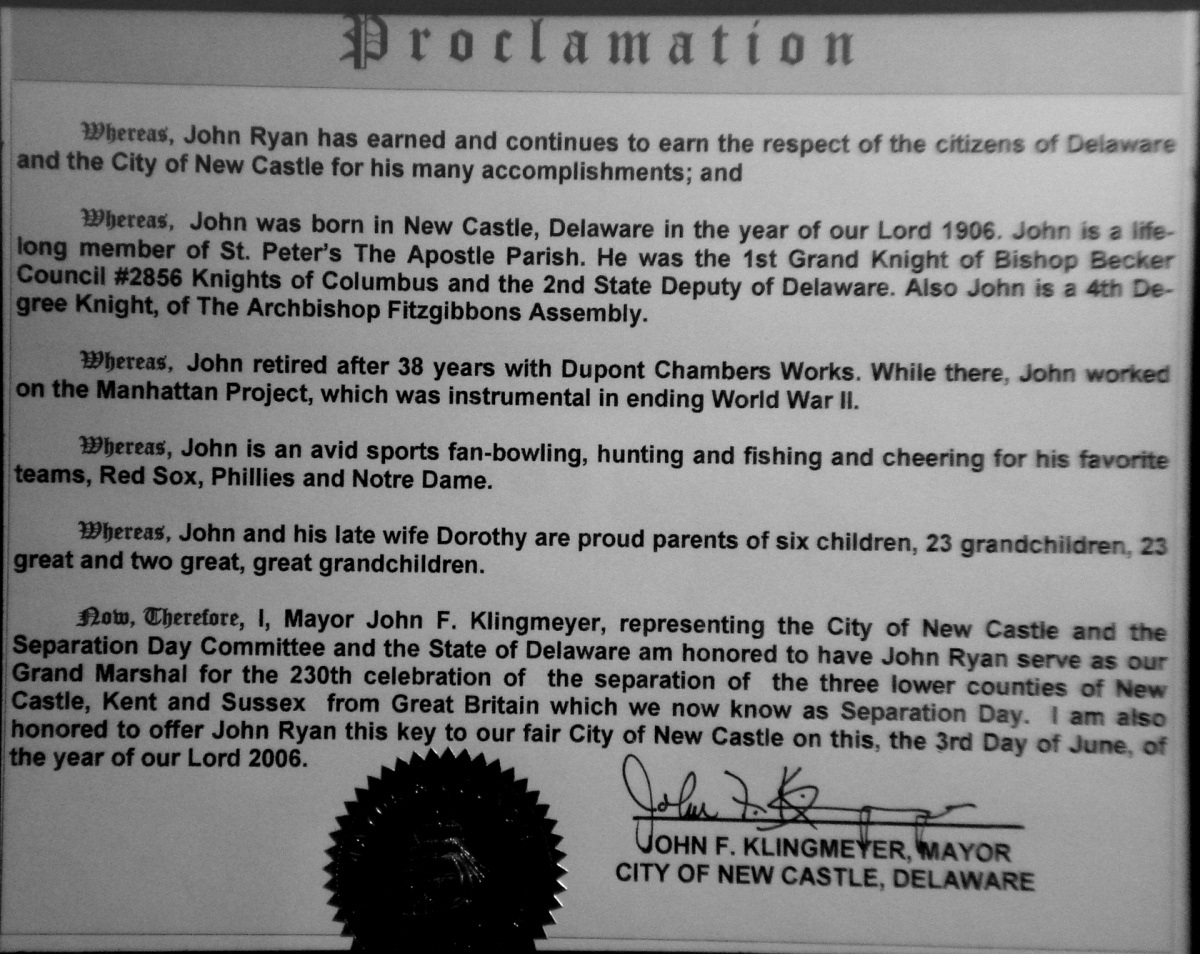 Proclamation
Whereas, John Ryan has earned and continues to earn the respect of the citizens of Delaware
and the City of New Castle for his many accomplishments; and
Whereas, John was born in New Castle, Delaware in the year of our Lord 1906. John is a life-
long member of St. Peter's The Apostle Parish. He was the 1st Grand Knight of Bishop Becker
Council #2856 Knights of Columbus and the 2nd State Deputy of Delaware. Also John is a 4th De-
gree Knight, of The Archbishop Fitzgibbons Assembly.
Whereas, John retired after 38 years with Dupont Chambers Works. While there, John worked
on the Manhattan Project, which was instrumental in ending World War II.
Whereas, John is an avid sports fan-bowling, hunting and fishing and cheering for his favorite
teams, Red Sox, Phillies and Notre Dame.
Whereas, John and his late wife Dorothy are proud parents of six children, 23 grandchildren, 23
great and two great, great grandchildren.
Now, Therefore, I, Mayor John F. Klingmeyer, representing the City of New Castle and the
Separation Day Committee and the State of Delaware am honored to have John Ryan serve as our
Grand Marshal for the 230th celebration of the separation of the three lower counties of New
Castle, Kent and Sussex from Great Britain which we now know as Separation Day. I am also
honored to offer John Ryan this key to our fair City of New Castle on this, the 3rd Day of June, of
the year of our Lord 2006.
John F. Klingmeyer
JOHN F. KLINGMEYER, MAYOR
CITY OF NEW CASTLE, DELAWARE